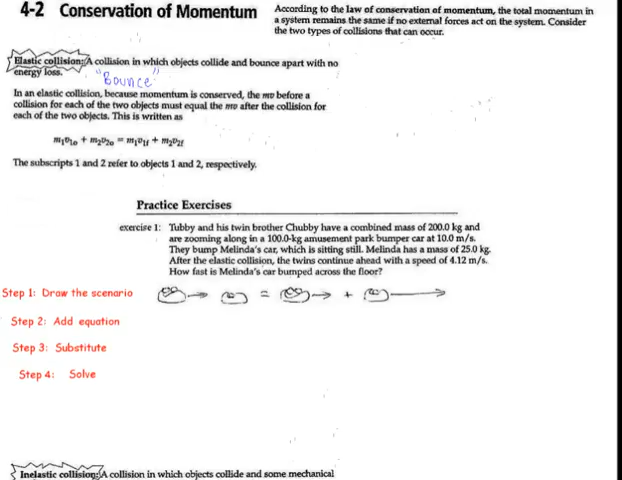 4-2 Conservation of Momentum
According to the law of conservation of momentum, the total momentum in
a system remains the same if no external forces act on the system. Consider
the two types of collisions that can occur.
Elastic collision: A collision in which objects collide and bounce apart with no
energy loss.
"Bounce"
In an elastic collision, because momentum is conserved, the mv before a
collision for each of the two objects must equal the mv after the collision for
each of the two objects. This is written as
m₁v₁ₒ + m₂v₂ₒ = m₁v₁f + m₂v₂f
The subscripts 1 and 2 refer to objects 1 and 2, respectively.
Practice Exercises
exercise 1: Tubby and his twin brother Chubby have a combined mass of 200.0 kg and
are zooming along in a 100.0-kg amusement park bumper car at 10.0 m/s.
They bump Melinda's car, which is sitting still. Melinda has a mass of 25.0 kg.
After the elastic collision, the twins continue ahead with a speed of 4.12 m/s.
How fast is Melinda's car bumped across the floor?
Step 1: Draw the scenario = +
Step 2: Add equation
Step 3: Substitute
Step 4: Solve
Inelastic collision: A collision in which objects collide and some mechanical